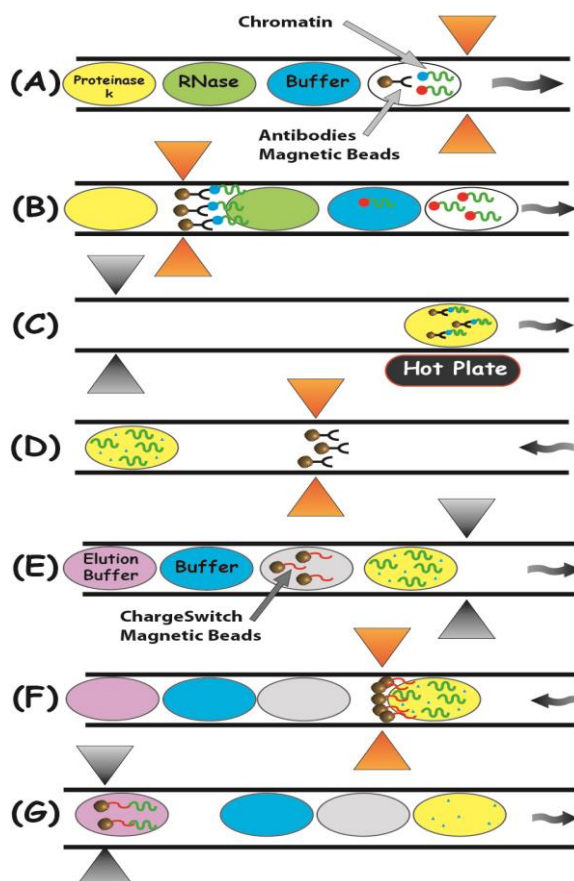 Chromatin
(A)
Proteinase
k
RNase
Buffer
Antibodies
Magnetic Beads
(B)
(C)
Hot Plate
(D)
(E)
Elution
Buffer
Buffer
ChargeSwitch
Magnetic Beads
(F)
(G)